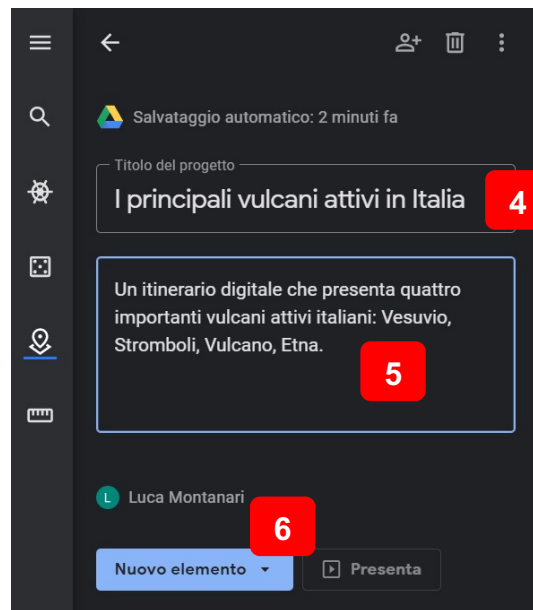 Salvataggio automatico: 2 minuti fa
Titolo del progetto
I principali vulcani attivi in Italia
4
Un itinerario digitale che presenta quattro
importanti vulcani attivi italiani: Vesuvio,
Stromboli, Vulcano, Etna.
5
L Luca Montanari
6
Nuovo elemento Presenta